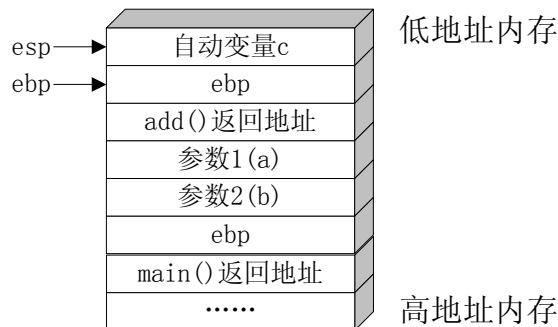 低地址内存
esp
自动变量c
ebp
ebp
add()返回地址
参数1(a)
参数2(b)
ebp
main()返回地址
……
高地址内存